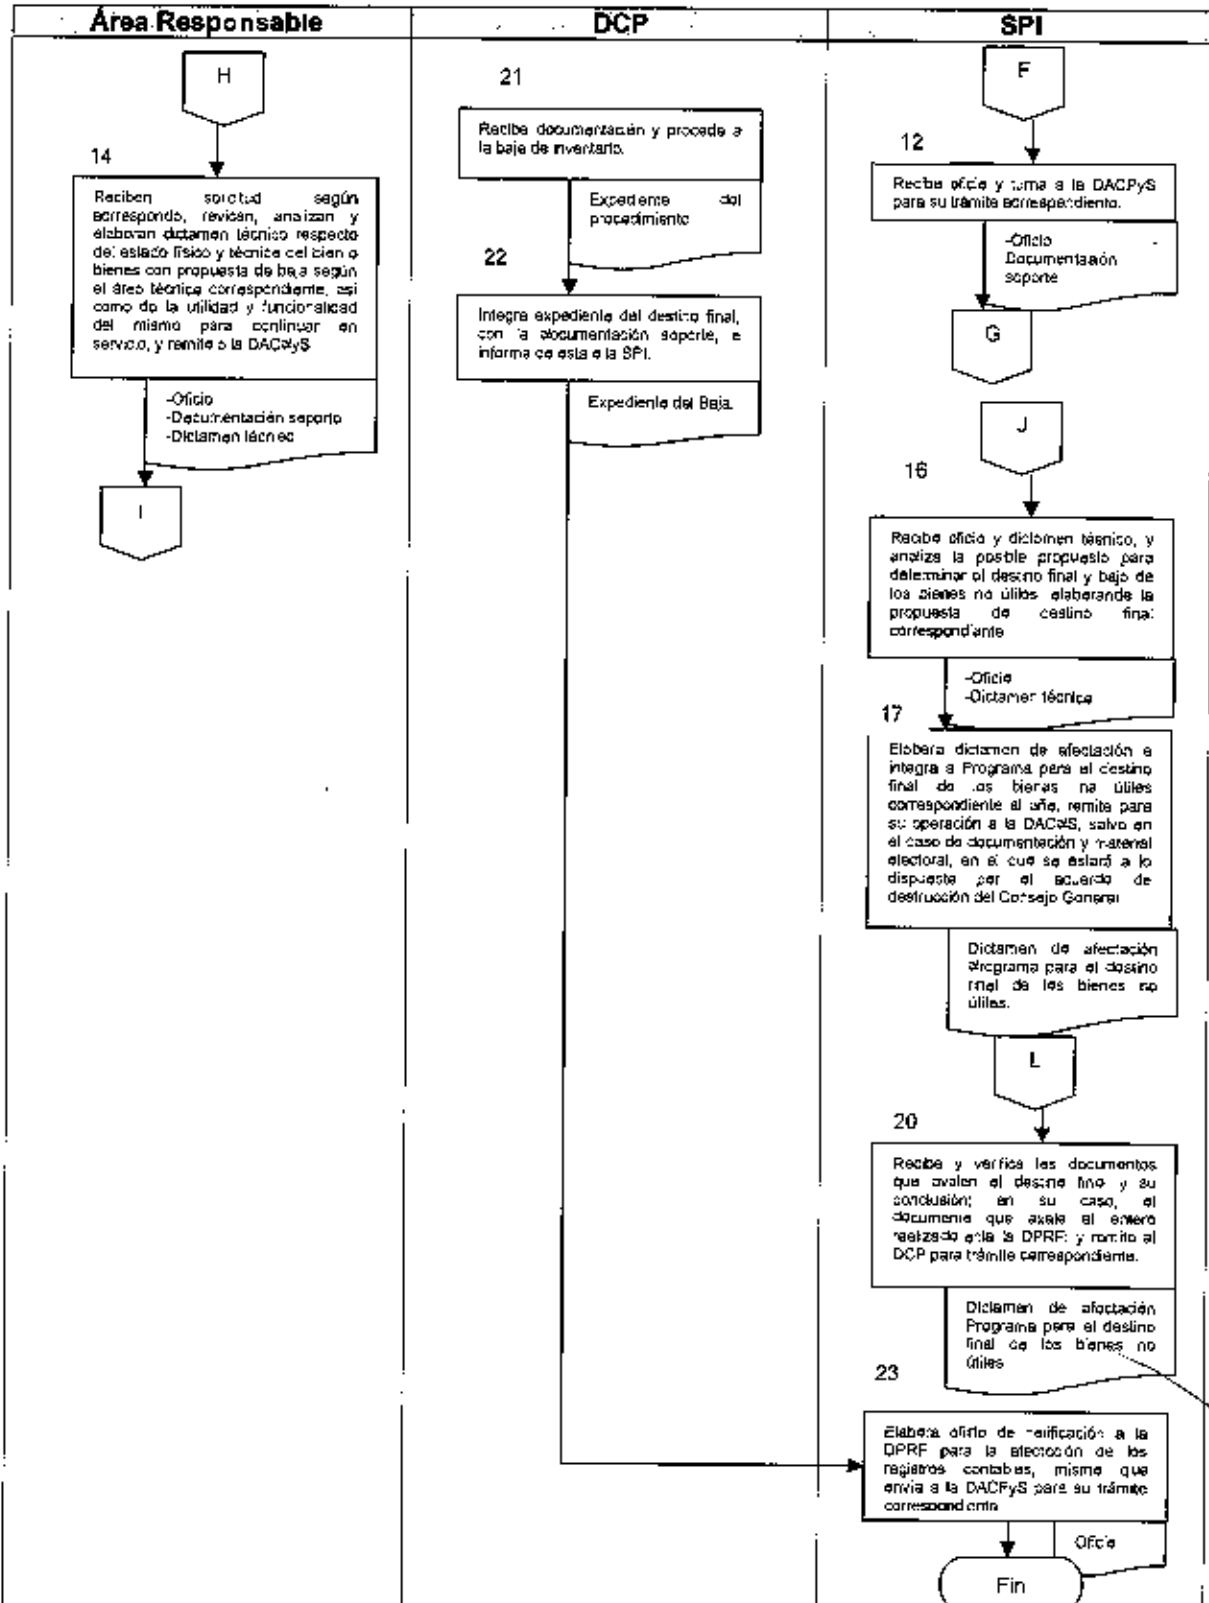 Área Responsable
DCP
SPI
H
14
Reciben solicitud según
corresponda, revisan, analizan y
elaboran dictamen técnico respecto
del estado físico y técnico del bien o
bienes con propuesta de baja según
el área técnica correspondiente, así
como de la utilidad y funcionalidad
del mismo para continuar en
servicio, y remite a la DACPyS
-Oficio
-Documentación soporte
-Dictamen técnico
I
21
Recibe documentación y procede a
la baja de inventario.
Expediente del
procedimiento
22
Integra expediente del destino final,
con la documentación soporte, e
informa de esta a la SPI.
Expediente del Baja.
F
12
Recibe oficio y turna a la DACPyS
para su trámite correspondiente.
-Oficio
Documentación
soporte
G
J
16
Recibe oficio y dictamen técnico, y
analiza la posible propuesta para
determinar el destino final y baja de
los bienes no útiles elaborando la
propuesta de destino final
correspondiente
-Oficio
-Dictamen técnico
17
Elabora dictamen de afectación e
integra a Programa para el destino
final de los bienes no útiles
correspondiente al año, remite para
su operación a la DACPyS, salvo en
el caso de documentación y material
electoral, en el que se estará a lo
dispuesto por el acuerdo de
destrucción del Consejo General
Dictamen de afectación
Programa para el destino
final de los bienes no
útiles.
L
20
Recibe y verifica los documentos
que avalen el destino final y su
conclusión; en su caso, el
documento que avale el entero
realizado ante la DPRF; y remite al
DCP para trámite correspondiente.
Dictamen de afectación
Programa para el destino
final de los bienes no
útiles
23
Elabora oficio de notificación a la
DPRF para la afectación de los
registros contables, mismo que
envía a la DACPyS para su trámite
correspondiente
Oficio
Fin